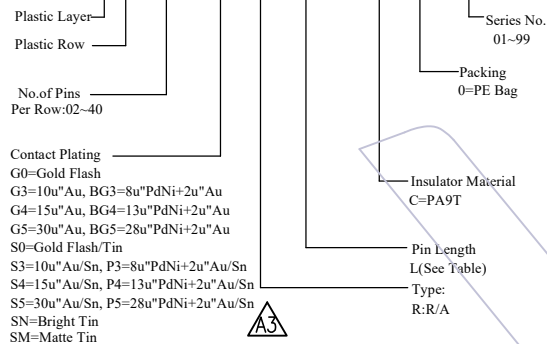 Plastic Layer
Series No.
01~99
Plastic Row
Packing
0=PE Bag
No.of Pins
Per Row:02~40
Contact Plating
G0=Gold Flash
G3=10u"Au, BG3=8u"PdNi+2u"Au
G4=15u"Au, BG4=13u"PdNi+2u"Au
G5=30u"Au, BG5=28u"PdNi+2u"Au
S0=Gold Flash/Tin
S3=10u"Au/Sn, P3=8u"PdNi+2u"Au/Sn
S4=15u"Au/Sn, P4=13u"PdNi+2u"Au/Sn
S5=30u"Au/Sn, P5=28u"PdNi+2u"Au/Sn
SN=Bright Tin
SM=Matte Tin
Insulator Material
C=PA9T
Pin Length
L(See Table)
Type:
R:R/A
A3